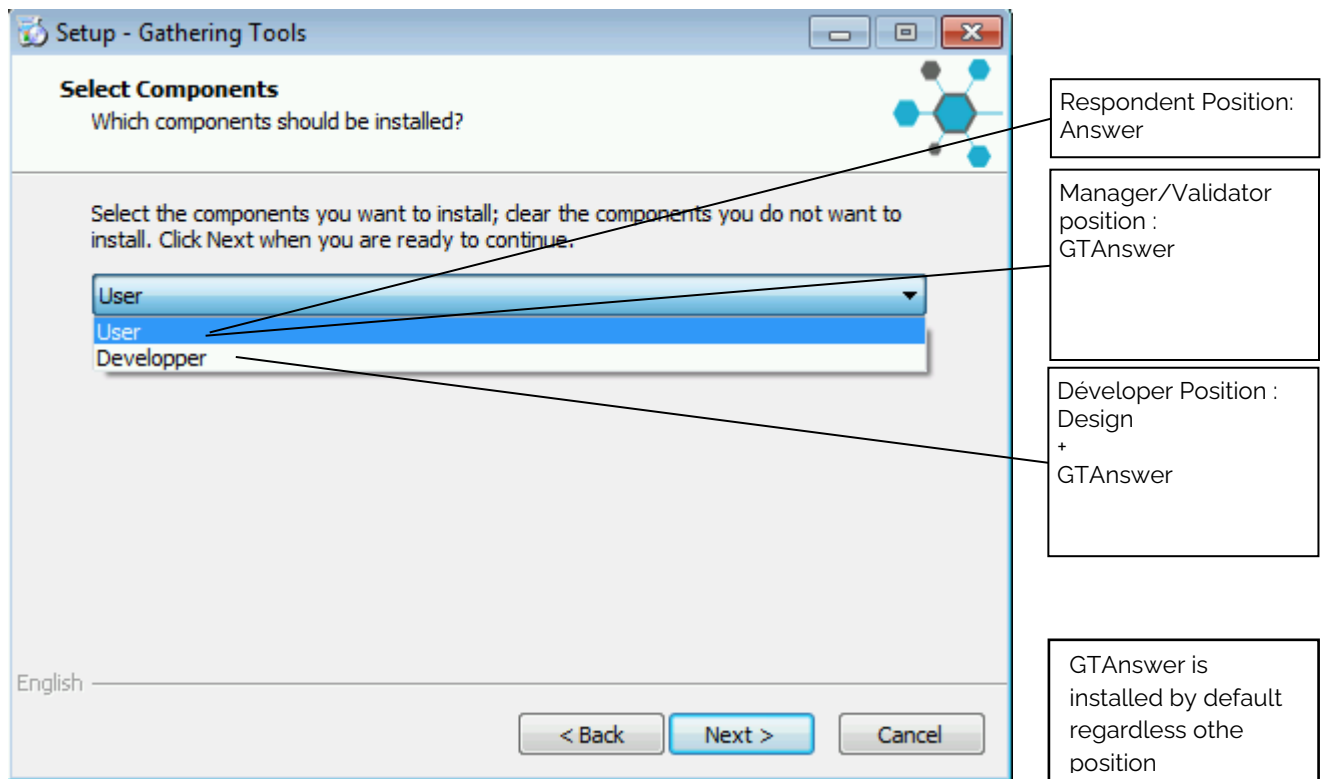 Setup - Gathering Tools
Select Components
Which components should be installed?
Select the components you want to install; clear the components you do not want to
install. Click Next when you are ready to continue.
User
User
Developper
English
< Back
Next >
Cancel
Respondent Position:
Answer
Manager/Validator
position :
GTAnswer
Déveloper Position :
Design
+
GTAnswer
GTAnswer is
installed by default
regardless othe
position